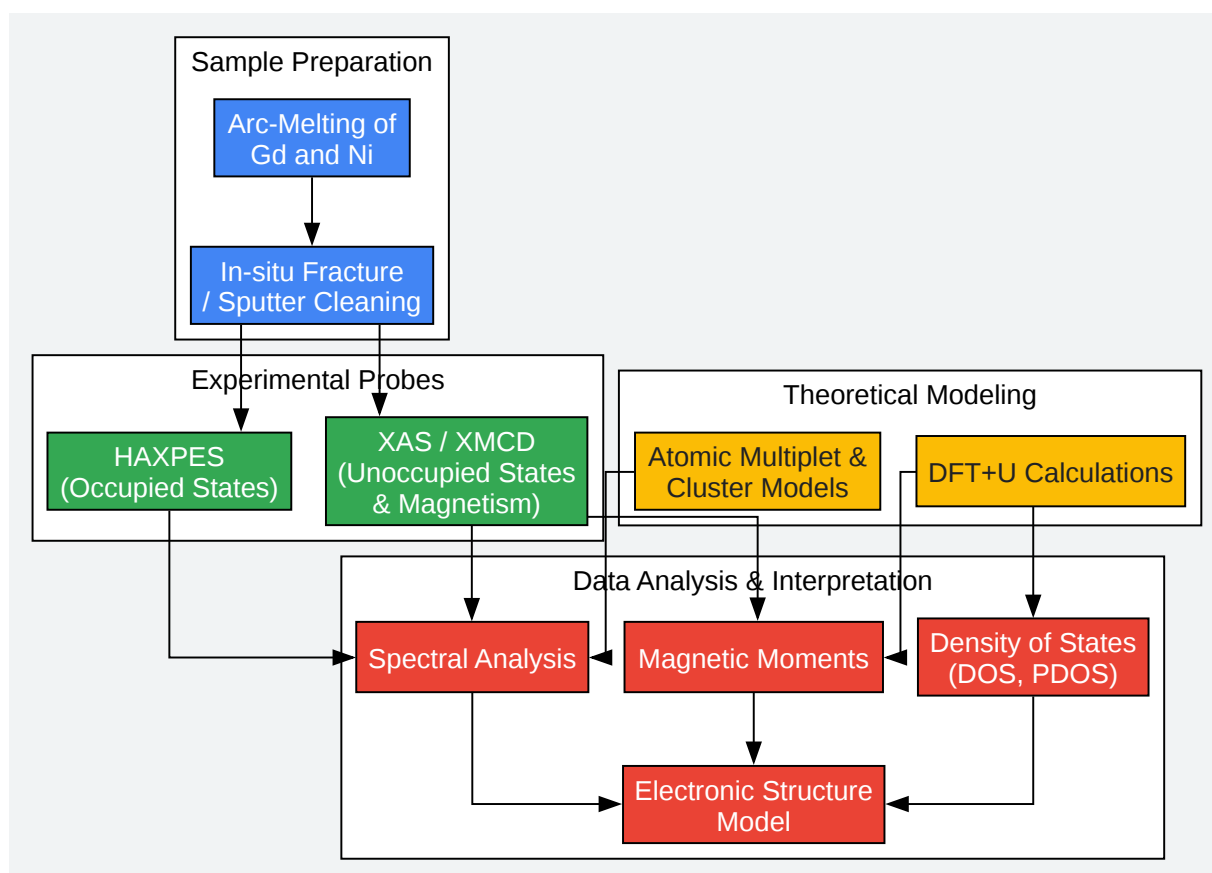 Sample Preparation
Arc-Melting of
Gd and Ni
In-situ Fracture
/ Sputter Cleaning
Experimental Probes
HAXPES
(Occupied States)
XAS / XMCD
(Unoccupied States
& Magnetism)
Theoretical Modeling
Atomic Multiplet &
Cluster Models
DFT+U Calculations
Data Analysis & Interpretation
Spectral Analysis
Magnetic Moments
Density of States
(DOS, PDOS)
Electronic Structure
Model